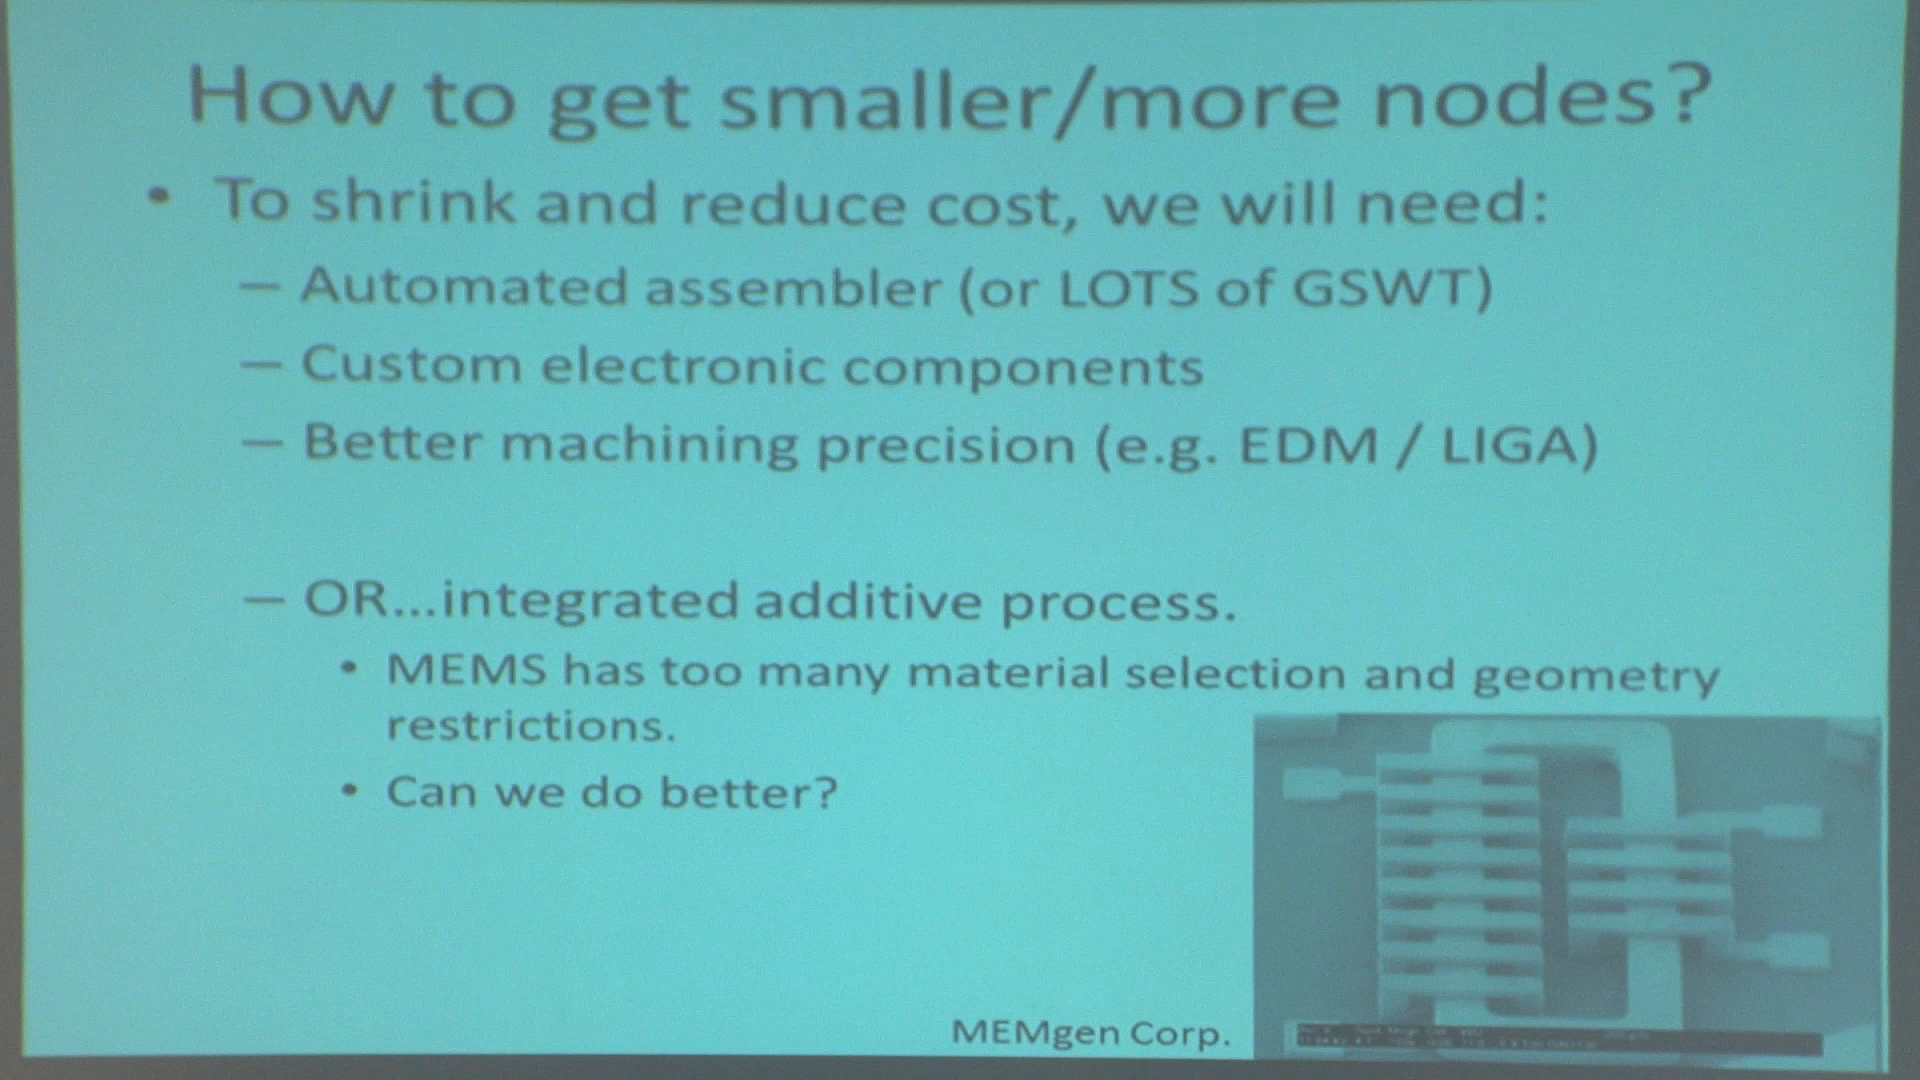 How to get smaller/more nodes?
• To shrink and reduce cost, we will need:
– Automated assembler (or LOTS of GSWT)
– Custom electronic components
– Better machining precision (e.g. EDM / LIGA)
– OR...integrated additive process.
• MEMS has too many material selection and geometry
restrictions.
• Can we do better?
MEMgen Corp.